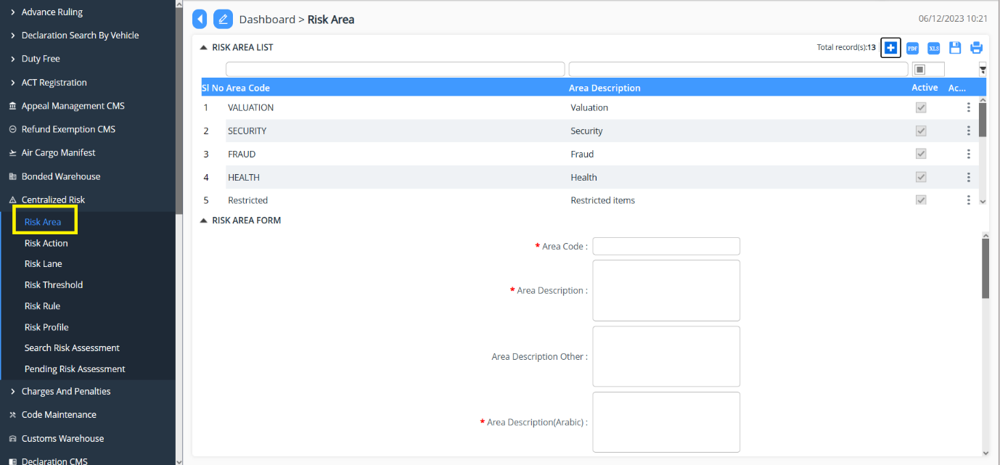 Advance Ruling
Declaration Search By Vehicle
Duty Free
ACT Registration
Appeal Management CMS
Refund Exemption CMS
Air Cargo Manifest
Bonded Warehouse
Centralized Risk
Risk Area
Risk Action
Risk Lane
Risk Threshold
Risk Rule
Risk Profile
Search Risk Assessment
Pending Risk Assessment
Charges And Penalties
Code Maintenance
Customs Warehouse
Declaration CMS
Dashboard > Risk Area
06/12/2023 10:21
RISK AREA LIST
Total record(s):13
PDF
XLS
Sl No Area Code Area Description Active Ac...
1 VALUATION Valuation
2 SECURITY Security
3 FRAUD Fraud
4 HEALTH Health
5 Restricted Restricted items
RISK AREA FORM
* Area Code :
* Area Description :
Area Description Other :
* Area Description(Arabic) :